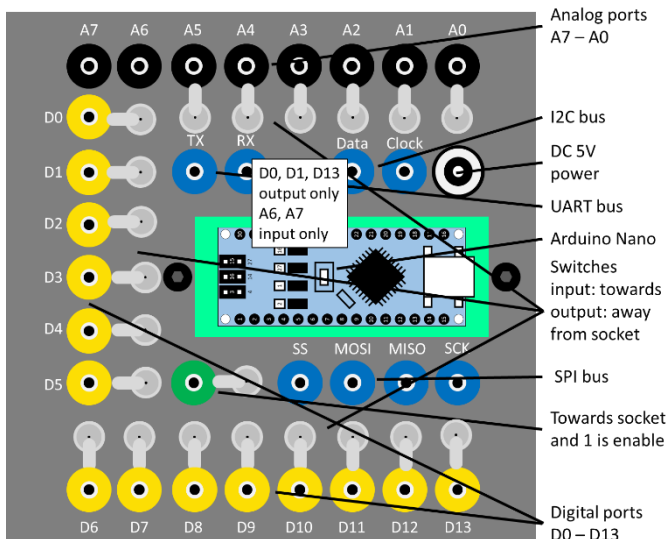 A7 A6 A5 A4 A3 A2 A1 A0
Analog ports
A7 – A0
D0
TX RX Data Clock
I2C bus
D1
D0, D1, D13
output only
A6, A7
input only
DC 5V
power
UART bus
D2
Arduino Nano
D3
Switches
input: towards
output: away
from socket
D4
SS MOSI MISO SCK
SPI bus
D5
Towards socket
and 1 is enable
D6 D7 D8 D9 D10 D11 D12 D13
Digital ports
D0 – D13